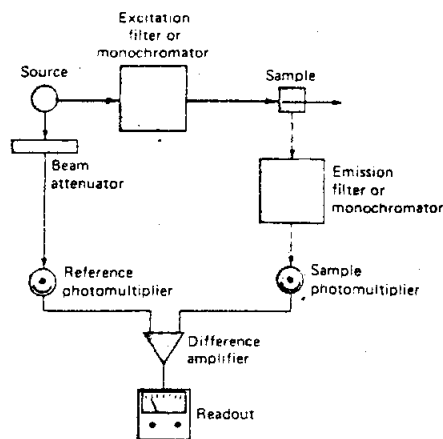 Excitation
filter or
monochromator
Source
Sample
Beam
attenuator
Emission
filter or
monochromator
Reference
photomultiplier
Sample
photomultiplier
Difference
amplifier
Readout